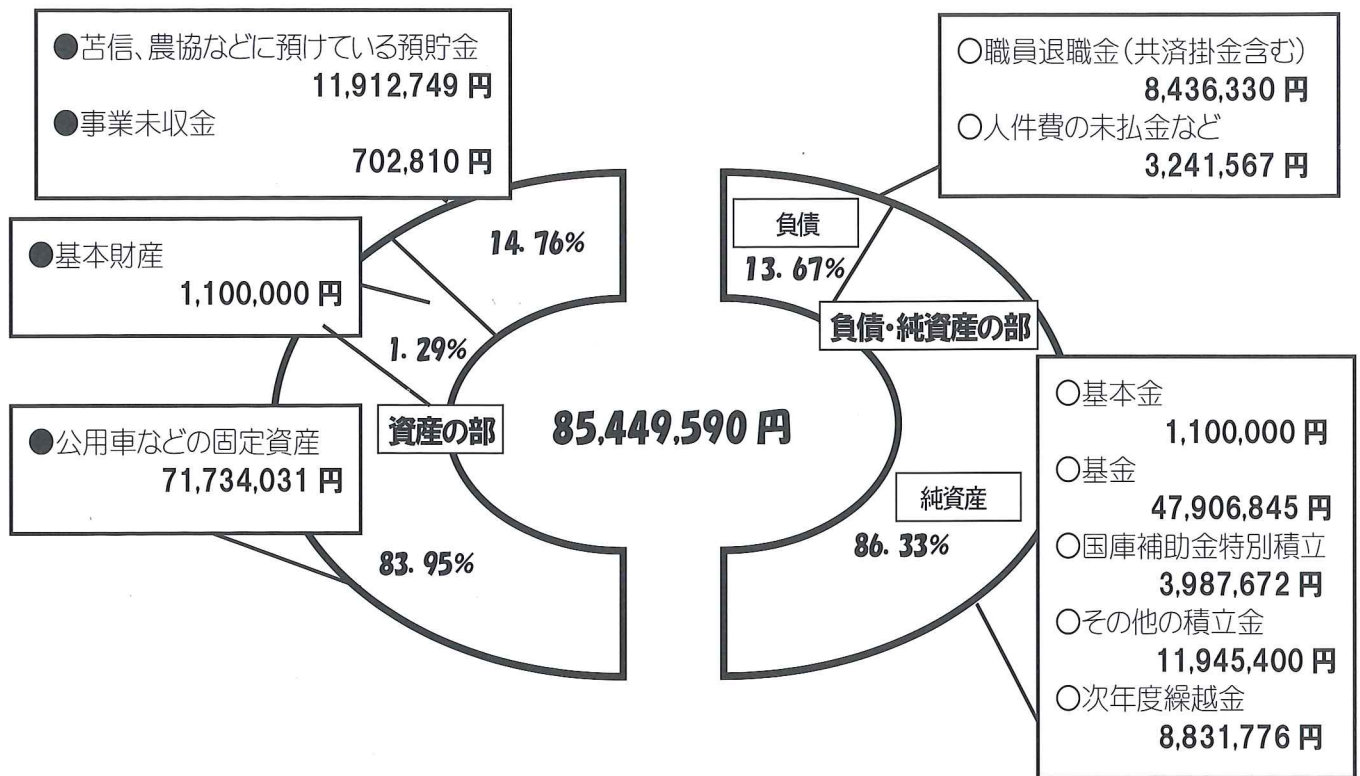 ●苫信、農協などに預けている預貯金
11,912,749 円
●事業未収金
702,810 円
●基本財産
1,100,000 円
●公用車などの固定資産
71,734,031 円
14. 76%
1. 29%
資産の部
83. 95%
85,449,590 円
○職員退職金(共済掛金含む)
8,436,330 円
○人件費の未払金など
3,241,567 円
負債
13. 67%
負債・純資産の部
純資産
86. 33%
○基本金
1,100,000 円
○基金
47,906,845 円
○国庫補助金特別積立
3,987,672 円
○その他の積立金
11,945,400 円
○次年度繰越金
8,831,776 円